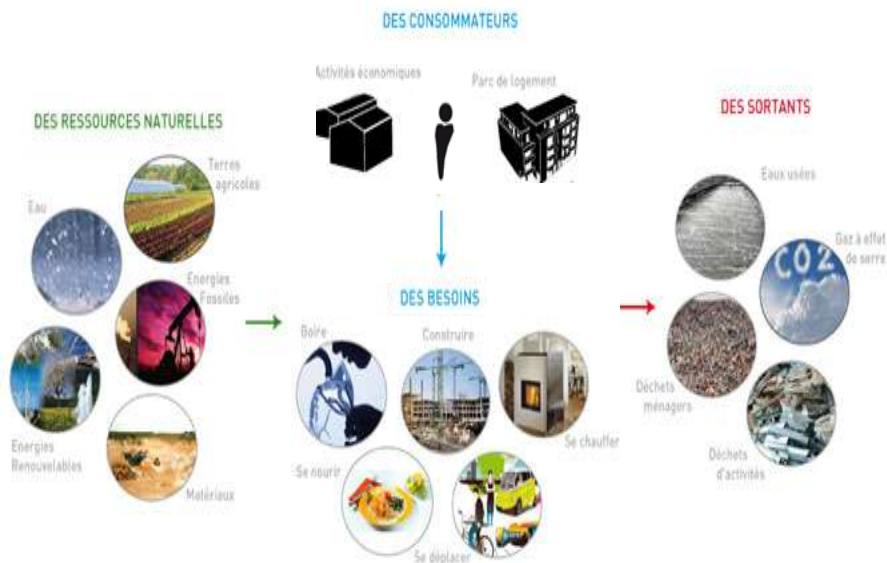 DES CONSOMMATEURS
Activités économiques
Parc de logement
DES RESSOURCES NATURELLES
Terres
agricoles
Eau
Energies
Fossiles
Energies
Renouvelables
Matériaux
DES BESOINS
Boire
Construire
Se chauffer
Se nourir
Se déplacer
DES SORTANTS
Eaux usées
Gaz à effet
de serre
CO2
Déchets
ménagers
Déchets
d'activités